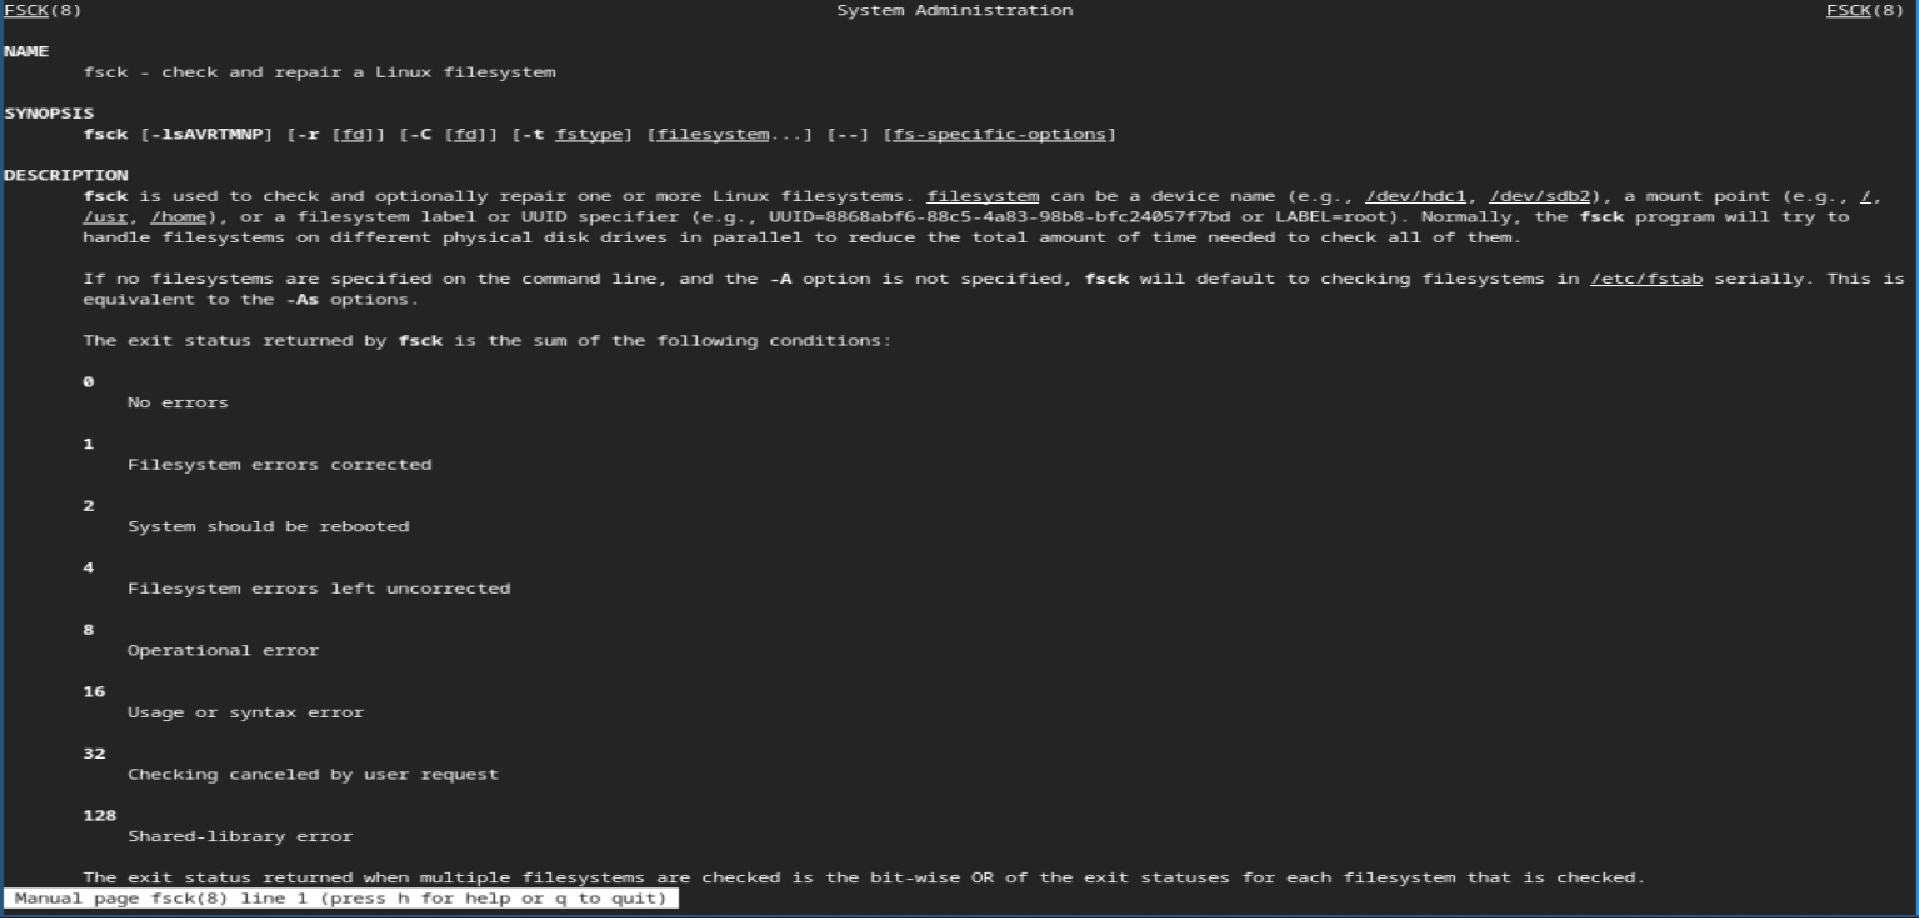 FSCK(8) System Administration FSCK(8)
NAME
fsck - check and repair a Linux filesystem
SYNOPSIS
fsck [-lsAVRTMNP] [-r [fd]] [-C [fd]] [-t fstype] [filesystem...] [--] [fs-specific-options]
DESCRIPTION
fsck is used to check and optionally repair one or more Linux filesystems. filesystem can be a device name (e.g., /dev/hdc1, /dev/sdb2), a mount point (e.g., /,
/usr, /home), or a filesystem label or UUID specifier (e.g., UUID=8868abf6-88c5-4a83-98b8-bfc24057f7bd or LABEL=root). Normally, the fsck program will try to
handle filesystems on different physical disk drives in parallel to reduce the total amount of time needed to check all of them.
If no filesystems are specified on the command line, and the -A option is not specified, fsck will default to checking filesystems in /etc/fstab serially. This is
equivalent to the -As options.
The exit status returned by fsck is the sum of the following conditions:
0
No errors
1
Filesystem errors corrected
2
System should be rebooted
4
Filesystem errors left uncorrected
8
Operational error
16
Usage or syntax error
32
Checking canceled by user request
128
Shared-library error
The exit status returned when multiple filesystems are checked is the bit-wise OR of the exit statuses for each filesystem that is checked.
Manual page fsck(8) line 1 (press h for help or q to quit)